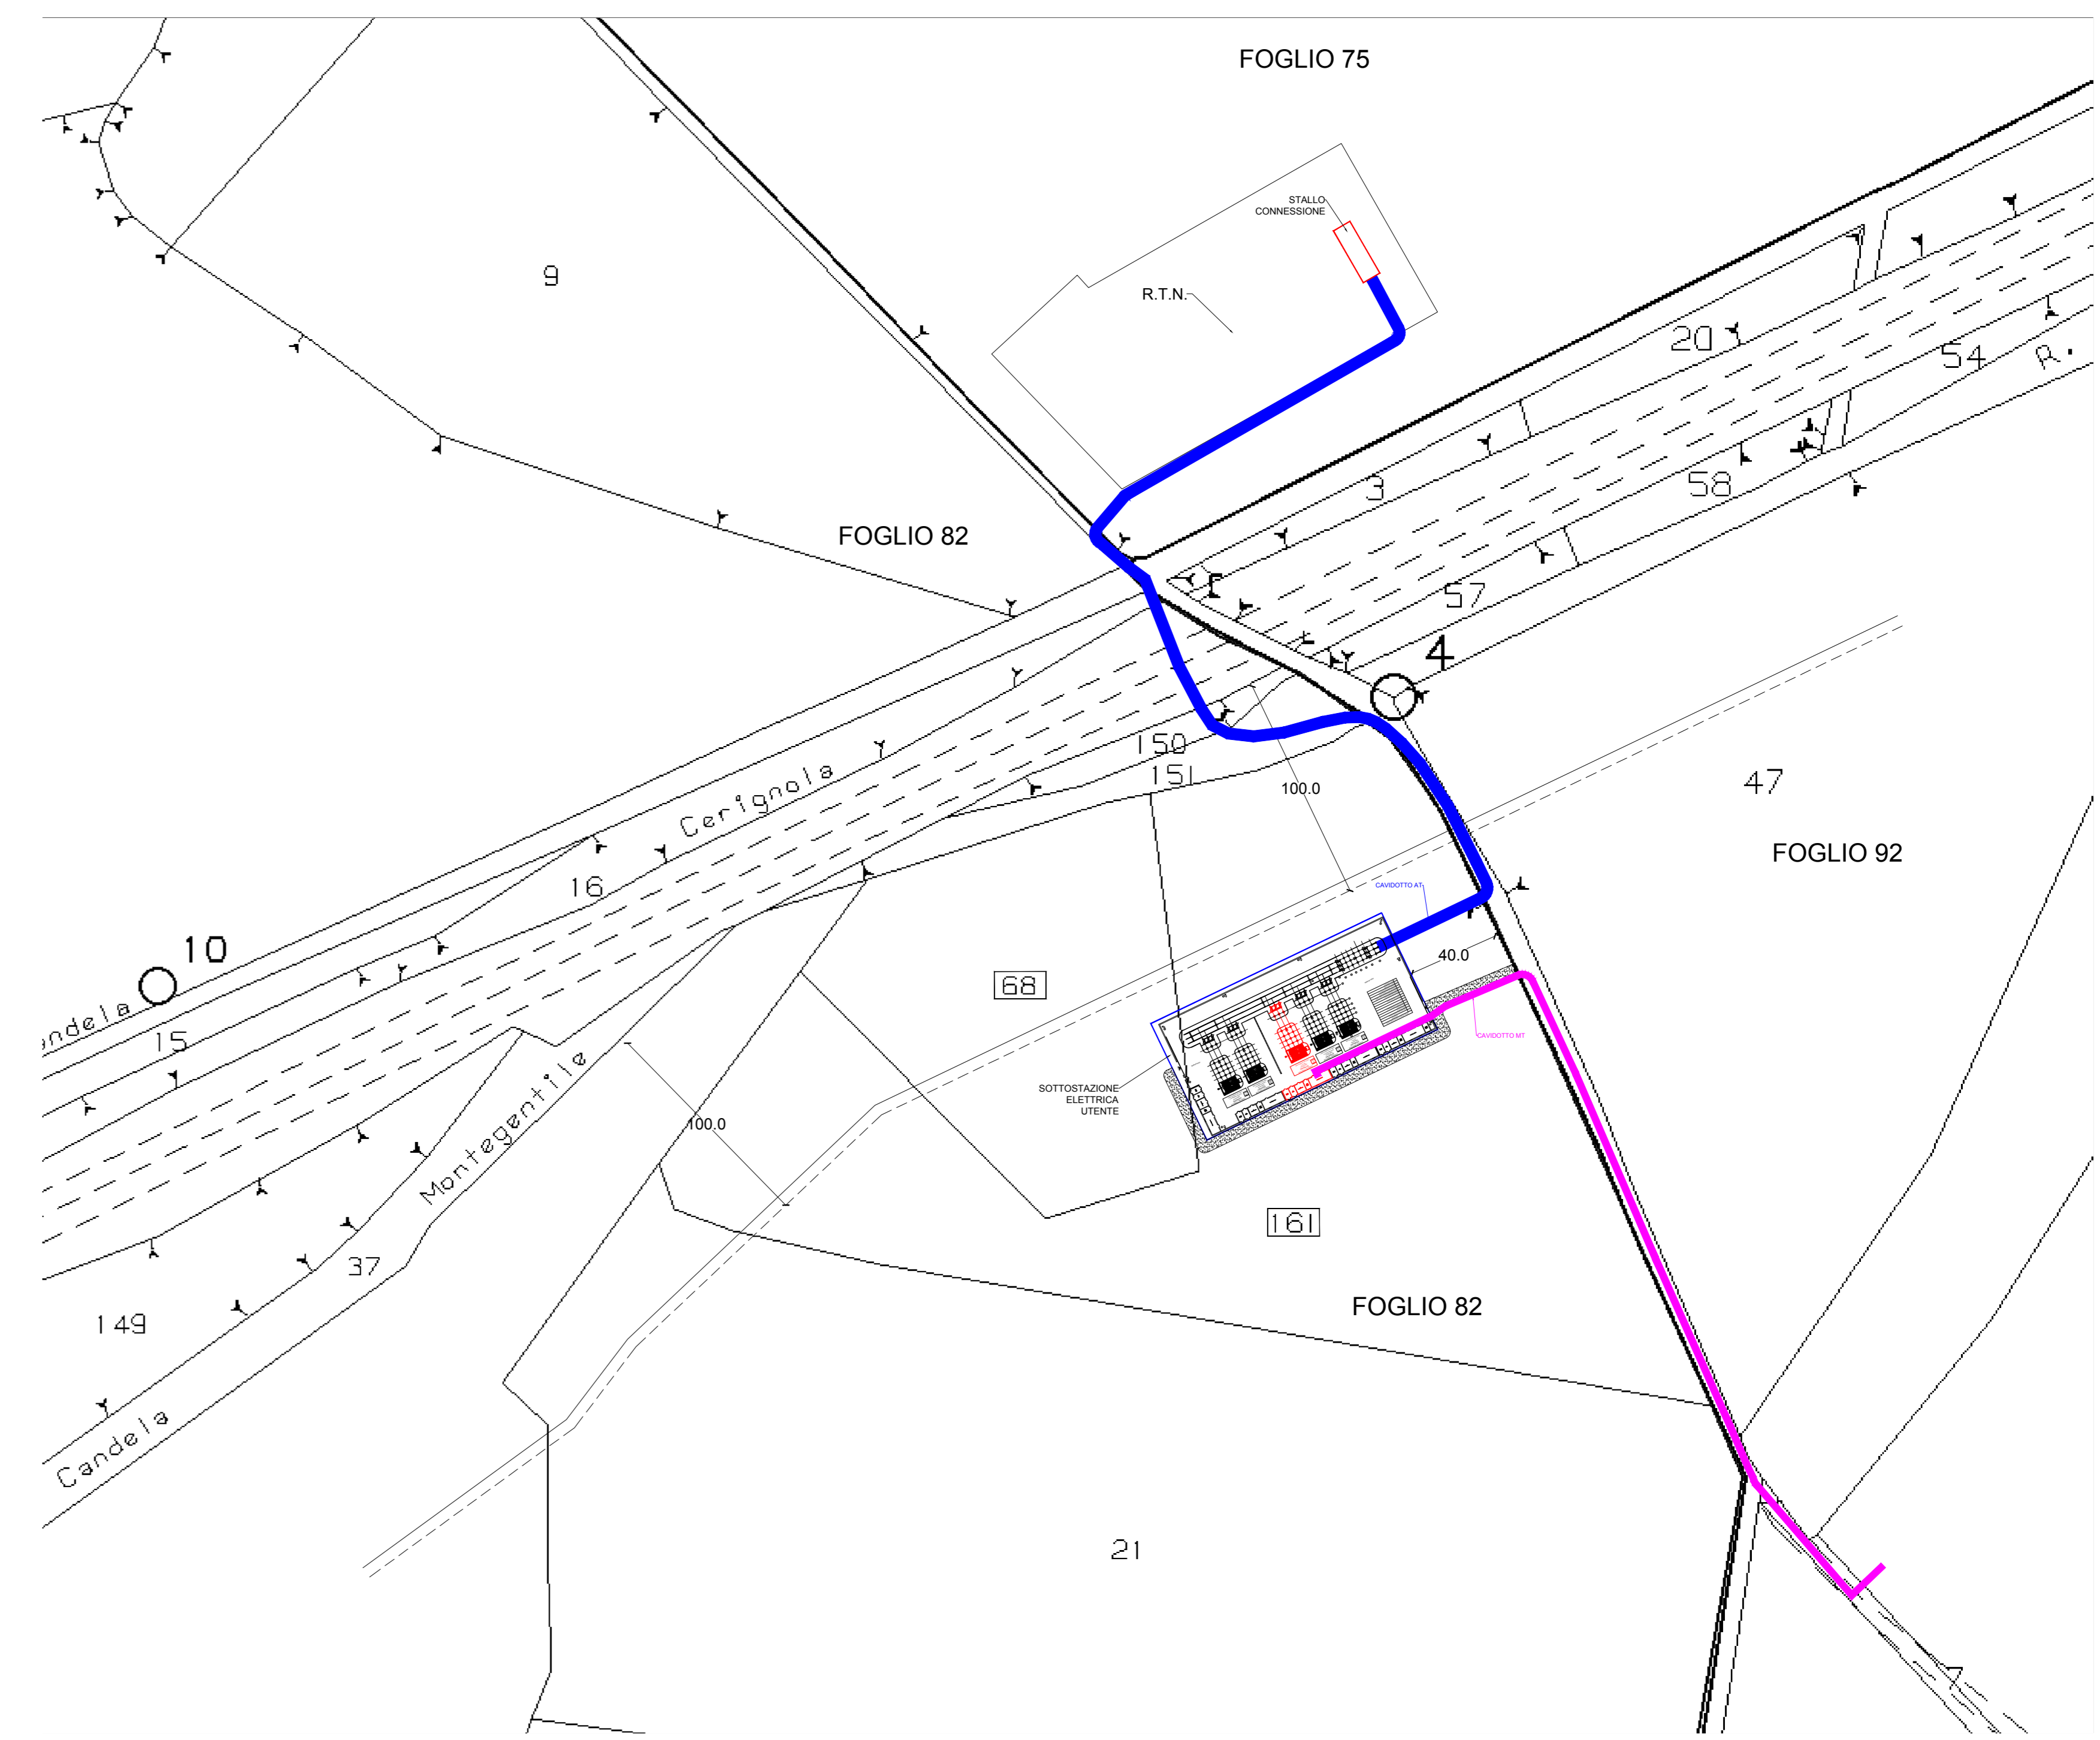 FOGLIO 75
STALLO
CONNESSIONE
9
R.T.N.
20
54
R.
3
58
FOGLIO 82
57
4
150
151
100.0
47
Cerignola
FOGLIO 92
16
CAVIDOTTO AT
10
40.0
68
andela
15
CAVIDOTTO MT
Montegentile
SOTTOSTAZIONE
ELETTRICA
UTENTE
100.0
161
37
FOGLIO 82
149
Candela
21